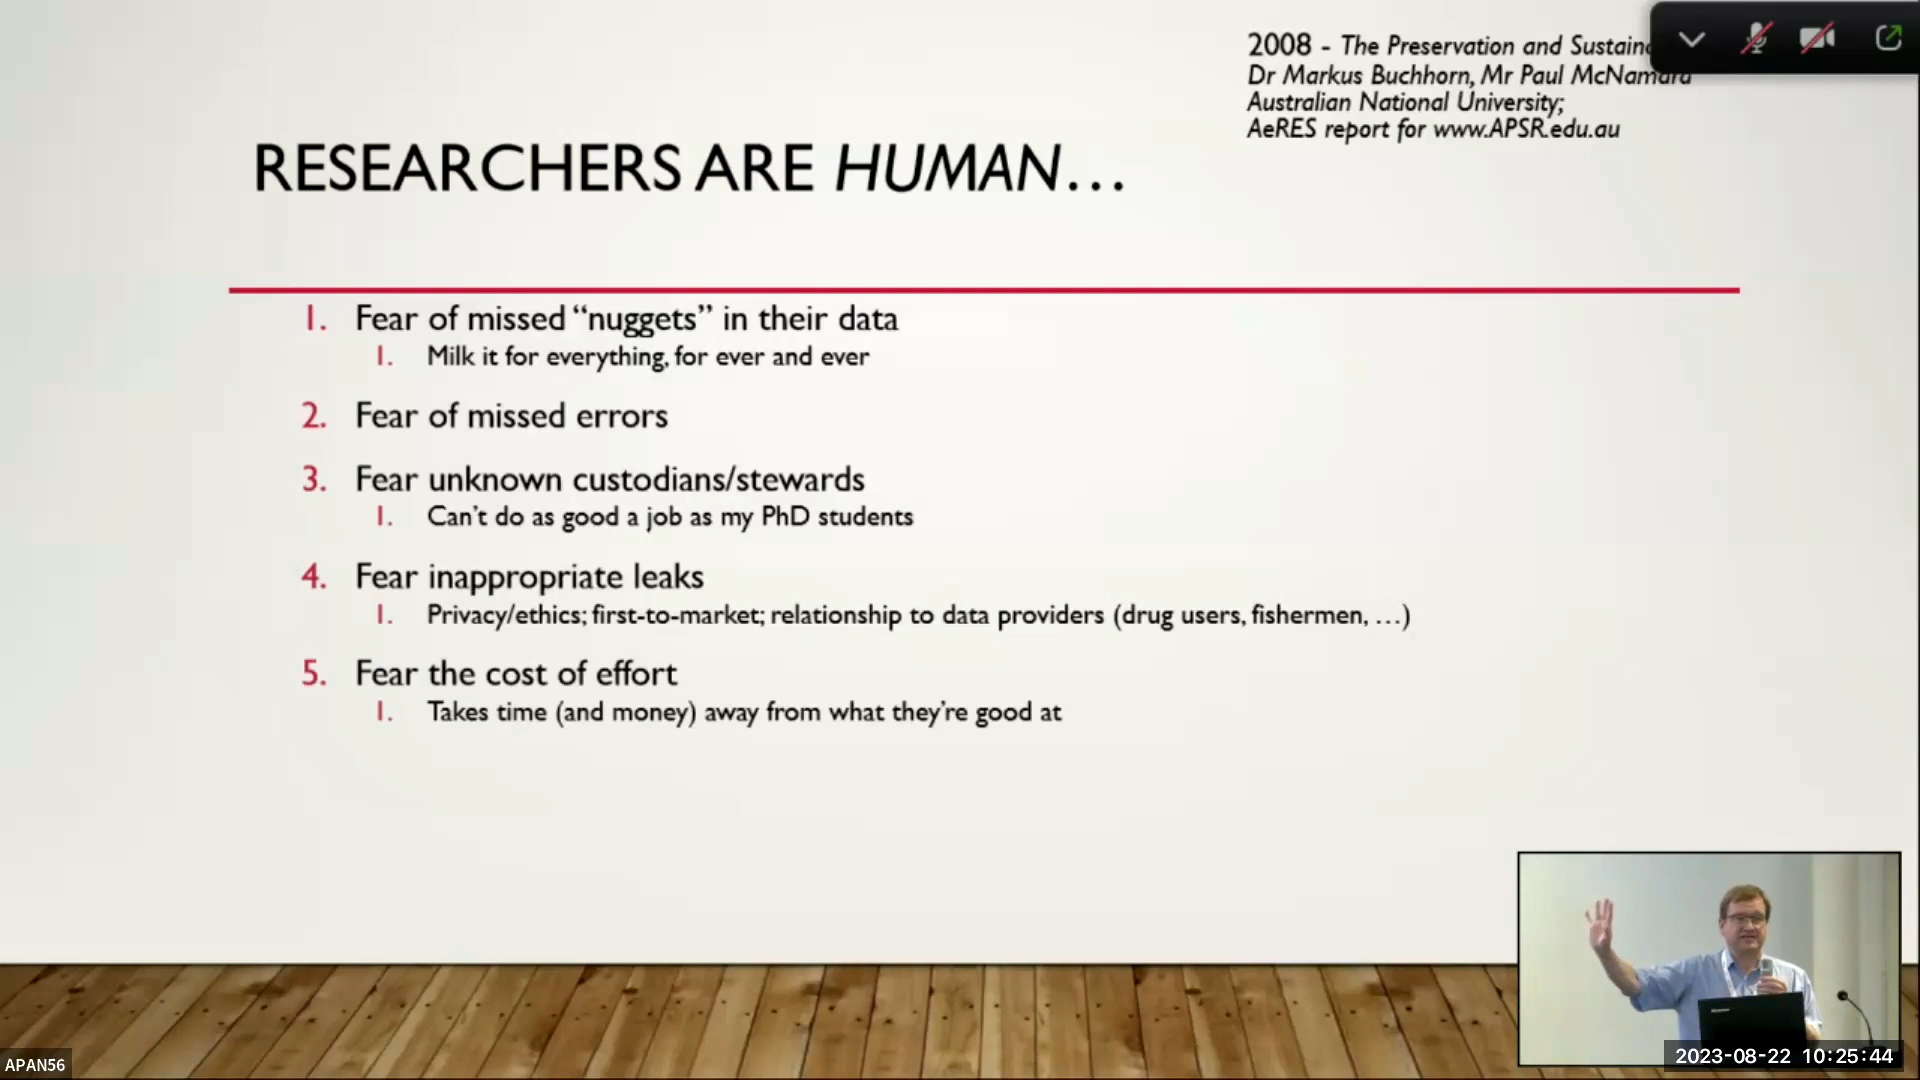 2008 - The Preservation and
Dr Markus Buchhorn, Mr Paul McNamara
Australian National University;
AeRES report for www.APSR.edu.au
RESEARCHERS ARE HUMAN...
1. Fear of missed “nuggets” in their data
1. Milk it for everything, for ever and ever
2. Fear of missed errors
3. Fear unknown custodians/stewards
1. Can’t do as good a job as my PhD students
4. Fear inappropriate leaks
1. Privacy/ethics; first-to-market; relationship to data providers (drug users, fishermen, ...)
5. Fear the cost of effort
1. Takes time (and money) away from what they’re good at
APAN56
2023-08-22 10:25:44